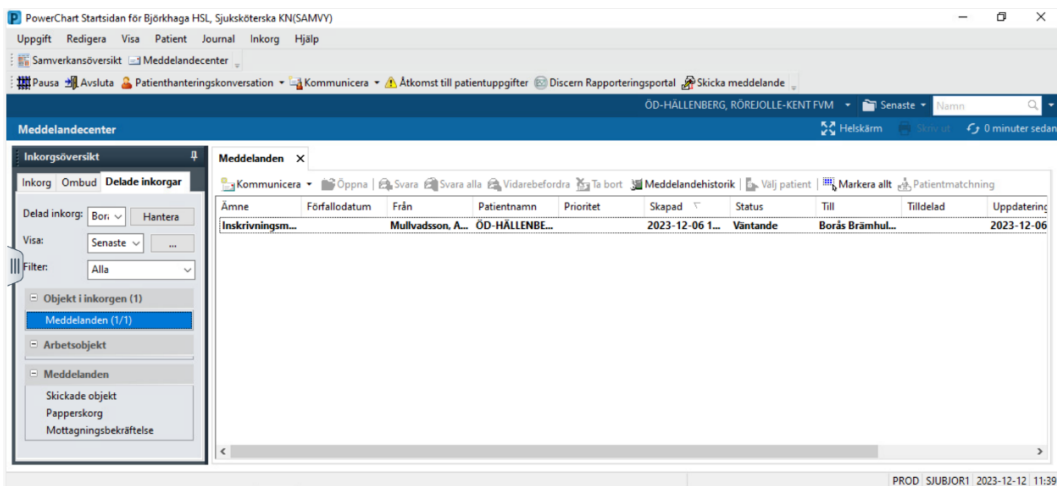 PowerChart Startsidan för Björkhaga HSL, Sjuksköterska KN(SAMVY)
Uppgift Redigera Visa Patient Journal Inkorg Hjälp
Samverkansöversikt Meddelandecenter
Pausa Avsluta Patienthanteringskonversation Kommunicera Åtkomst till patientuppgifter Discern Rapporteringsportal Skicka meddelande
ÖD-HÄLLENBERG, RÖREJOLLE-KENT FVM Senaste Namn
Meddelandecenter Helskärm Skriv ut 0 minuter sedan
Inkorgsöversikt Meddelanden
Inkorg Ombud Delade inkorgar Kommunicera Öppna Svara Svara alla Vidarebefordra Ta bort Meddelandehistorik Välj patient Markera allt Patientmatchning
Delad inkorg: Bor Hantera
Visa: Senaste ...
Filter: Alla
Objekt i inkorgen (1)
Meddelanden (1/1)
Arbetsobjekt
Meddelanden
Skickade objekt
Papperskorg
Mottagningsbekräftelse
Ämne Förfallodatum Från Patientnamn Prioritet Skapad Status Till Tilldelad Uppdatering
Inskrivningsm... Mullvadsson, A... ÖD-HÄLLENBE... 2023-12-06 1... Väntande Borås Brämhul... 2023-12-06
PROD SJUBJOR1 2023-12-12 11:39